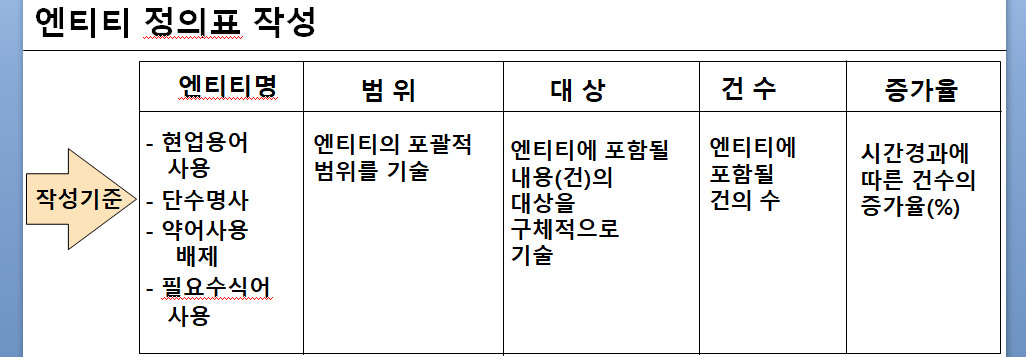 엔티티 정의표 작성
엔티티명
범 위
대 상
건 수
증가율
작성기준
- 현업용어
사용
- 단수명사
- 약어사용
배제
- 필요수식어
사용
엔티티의 포괄적
범위를 기술
엔티티에 포함될
내용(건)의
대상을
구체적으로
기술
엔티티에
포함될
건의 수
시간경과에
따른 건수의
증가율(%)